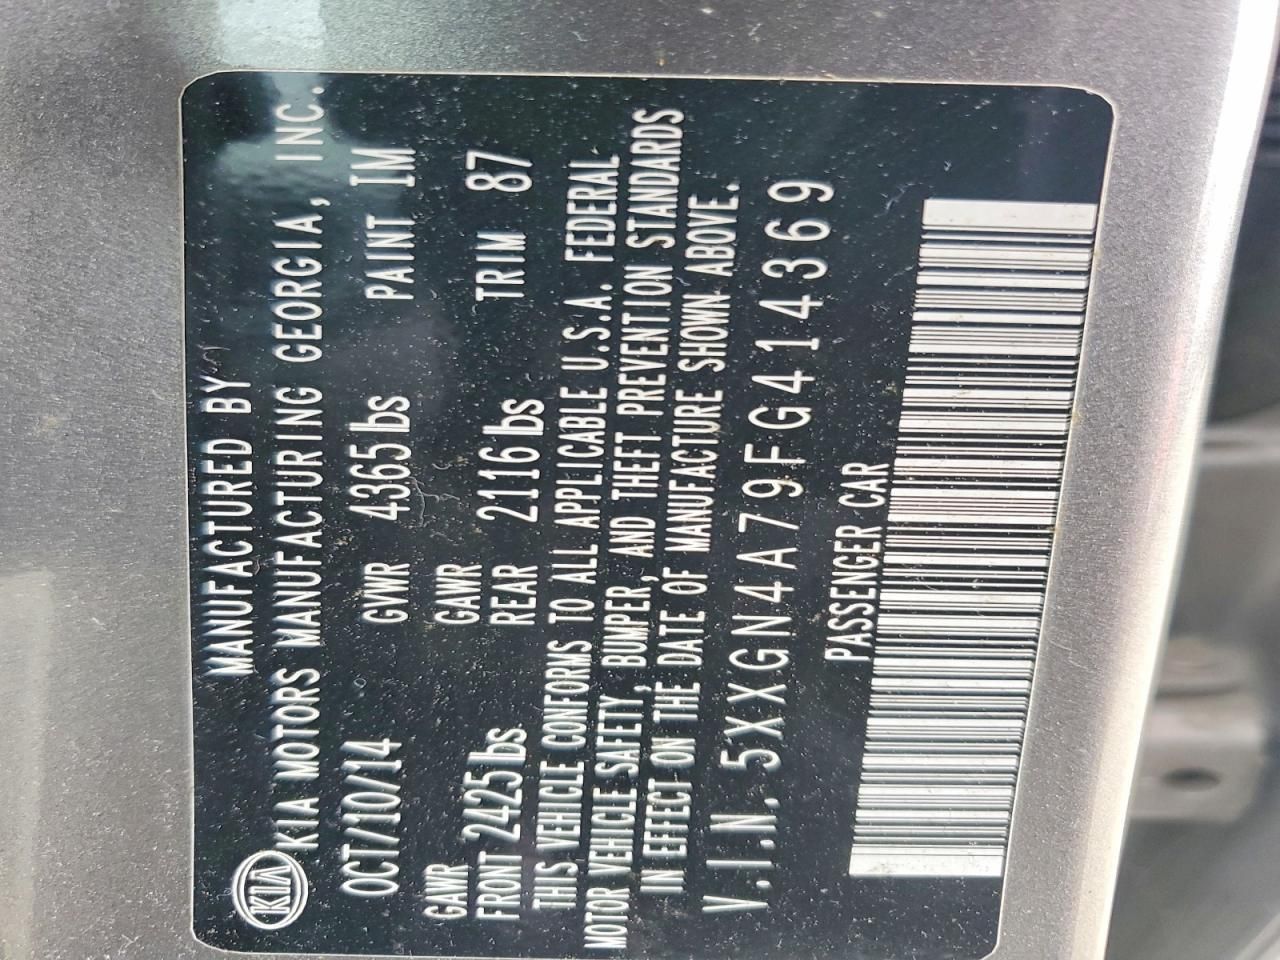 MANUFACTURED BY
KIA
KIA MOTORS MANUFACTURING GEORGIA, INC.
OCT/10/14 GVWR 4365lbs PAINT IM
GAWR FRONT 2425lbs GAWR REAR 2116lbs TRIM 87
THIS VEHICLE CONFORMS TO ALL APPLICABLE U.S.A. FEDERAL
MOTOR VEHICLE SAFETY, BUMPER, AND THEFT PREVENTION STANDARDS
IN EFFECT ON THE DATE OF MANUFACTURE SHOWN ABOVE.
V.I.N. 5XXGN4A79FG414369
PASSENGER CAR